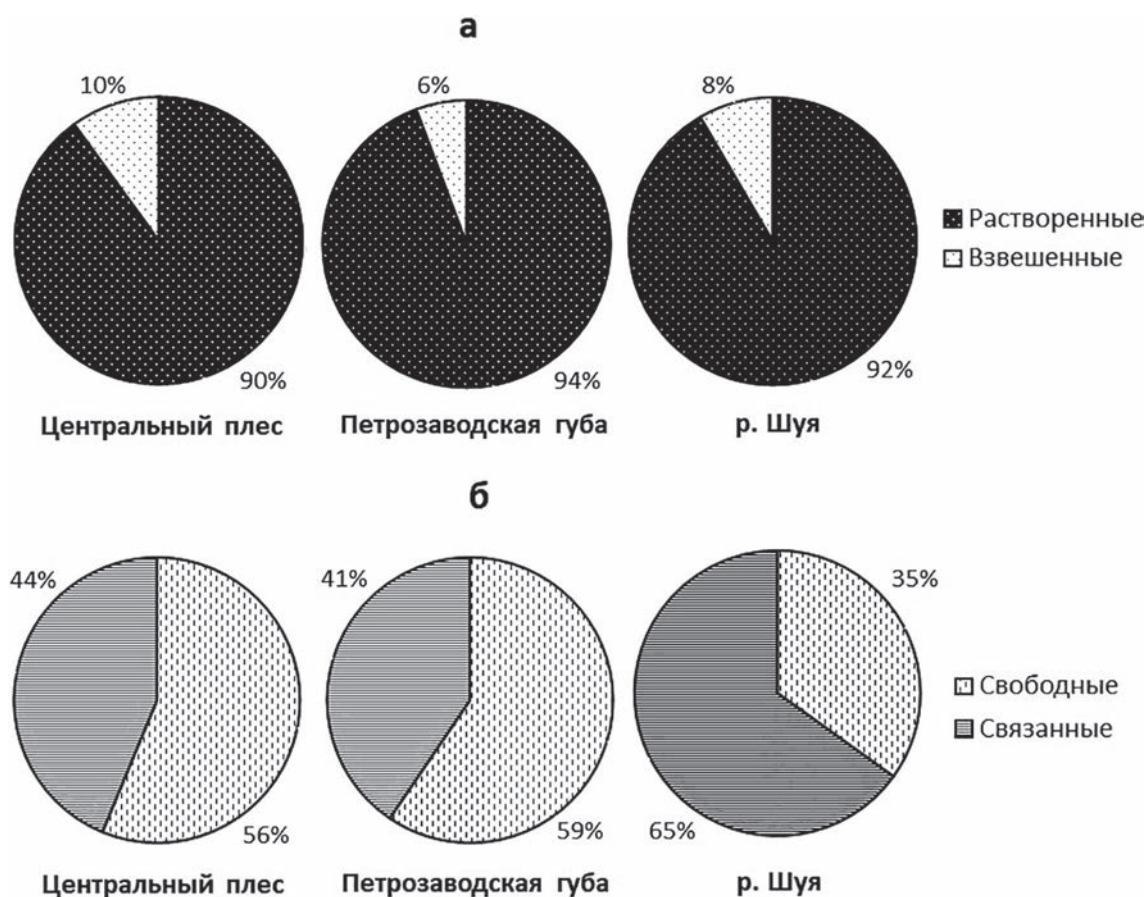 а
10%
6%
8%
Растворенные
Взвешенные
90%
94%
92%
Центральный плес
Петрозаводская губа
р. Шуя
б
44%
41%
35%
Свободные
Связанные
56%
59%
65%
Центральный плес
Петрозаводская губа
р. Шуя